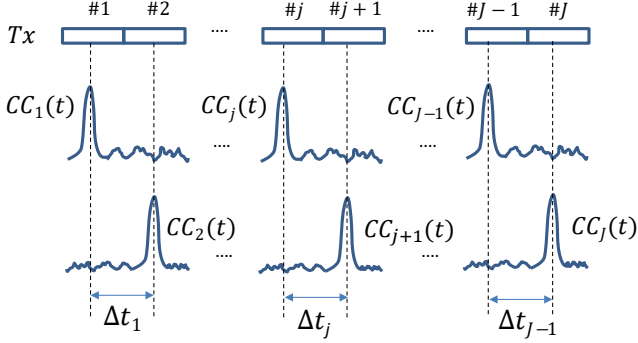 #1 #2 .... #j #j + 1 .... #J − 1 #J
Tx
CC₁(t) CCⱼ(t) CC_{J−1}(t)
.... ....
CC₂(t) CC_{j+1}(t) CC_J(t)
.... ....
Δt₁ Δtⱼ Δt_{J−1}